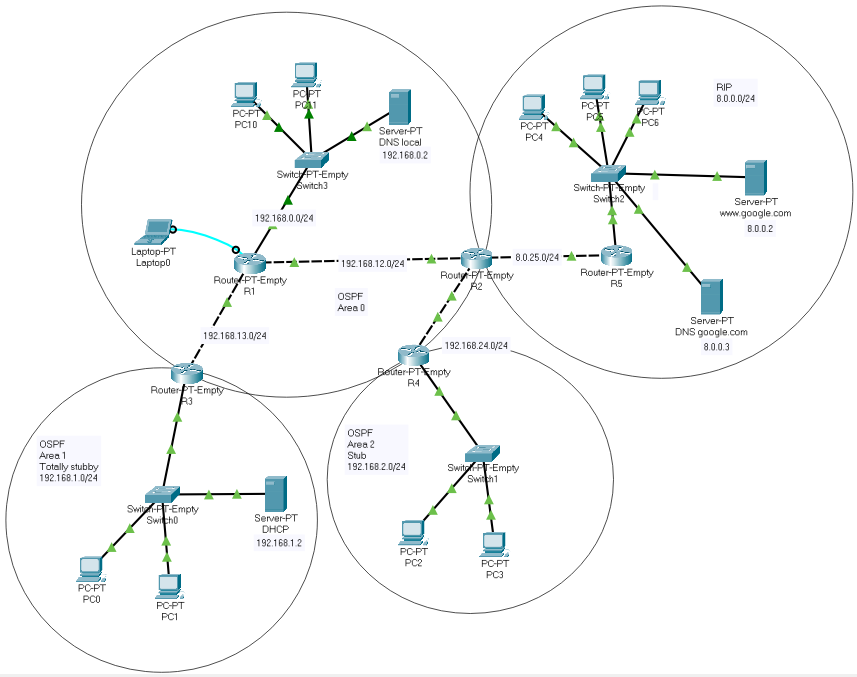 PC-PT
PC11
PC-PT
PC10
Server-PT
DNS local
192.168.0.2
Switch-PT-Empty
Switch3
192.168.0.0/24
Laptop-PT
Laptop0
Router-PT-Empty
R1
192.168.12.0/24
OSPF
Area 0
192.168.13.0/24
Router-PT-Empty
R2
8.0.25.0/24
Router-PT-Empty
R5
RIP
8.0.0.0/24
PC-PT
PC4
PC-PT
PC5
PC-PT
PC6
Switch-PT-Empty
Switch2
Server-PT
www.google.com
8.0.0.2
Server-PT
DNS google.com
8.0.0.3
192.168.24.0/24
Router-PT-Empty
R3
Router-PT-Empty
R4
OSPF
Area 1
Totally stubby
192.168.1.0/24
Switch-PT-Empty
Switch0
Server-PT
DHCP
192.168.1.2
PC-PT
PC0
PC-PT
PC1
OSPF
Area 2
Stub
192.168.2.0/24
Switch-PT-Empty
Switch1
PC-PT
PC2
PC-PT
PC3